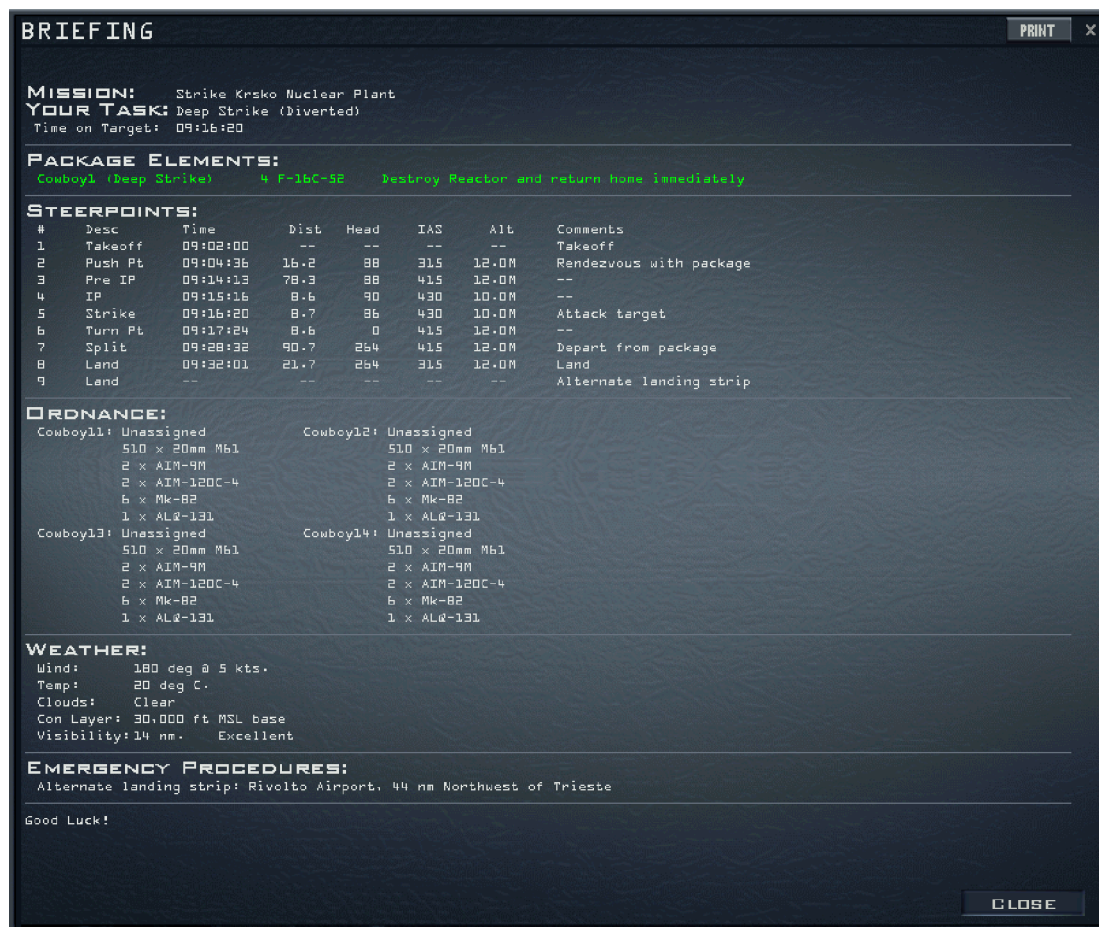 BRIEFING
PRINT X
MISSION: Strike Krsko Nuclear Plant
YOUR TASK: Deep Strike (Diverted)
Time on Target: 09:16:20
PACKAGE ELEMENTS:
Cowboy1 (Deep Strike) 4 F-16C-52 Destroy Reactor and return home immediately
STEERPOINTS:
# Desc Time Dist Head IAS Alt Comments
1 Takeoff 09:02:00 -- -- -- -- Takeoff
2 Push Pt 09:04:36 16.2 88 315 12.0M Rendezvous with package
3 Pre IP 09:14:13 78.3 88 415 12.0M --
4 IP 09:15:16 8.6 90 430 10.0M --
5 Strike 09:16:20 8.7 86 430 10.0M Attack target
6 Turn Pt 09:17:24 8.6 0 415 12.0M --
7 Split 09:28:32 90.7 264 415 12.0M Depart from package
8 Land 09:32:01 21.7 264 315 12.0M Land
9 Land -- -- -- -- -- Alternate landing strip
ORDNANCE:
Cowboy11: Unassigned Cowboy12: Unassigned
510 x 20mm M61 510 x 20mm M61
2 x AIM-9M 2 x AIM-9M
2 x AIM-120C-4 2 x AIM-120C-4
6 x Mk-82 6 x Mk-82
1 x ALQ-131 1 x ALQ-131
Cowboy13: Unassigned Cowboy14: Unassigned
510 x 20mm M61 510 x 20mm M61
2 x AIM-9M 2 x AIM-9M
2 x AIM-120C-4 2 x AIM-120C-4
6 x Mk-82 6 x Mk-82
1 x ALQ-131 1 x ALQ-131
WEATHER:
Wind: 180 deg @ 5 kts.
Temp: 20 deg C.
Clouds: Clear
Con Layer: 30,000 ft MSL base
Visibility: 14 nm. Excellent
EMERGENCY PROCEDURES:
Alternate landing strip: Rivolto Airport, 44 nm Northwest of Trieste
Good Luck!
CLOSE